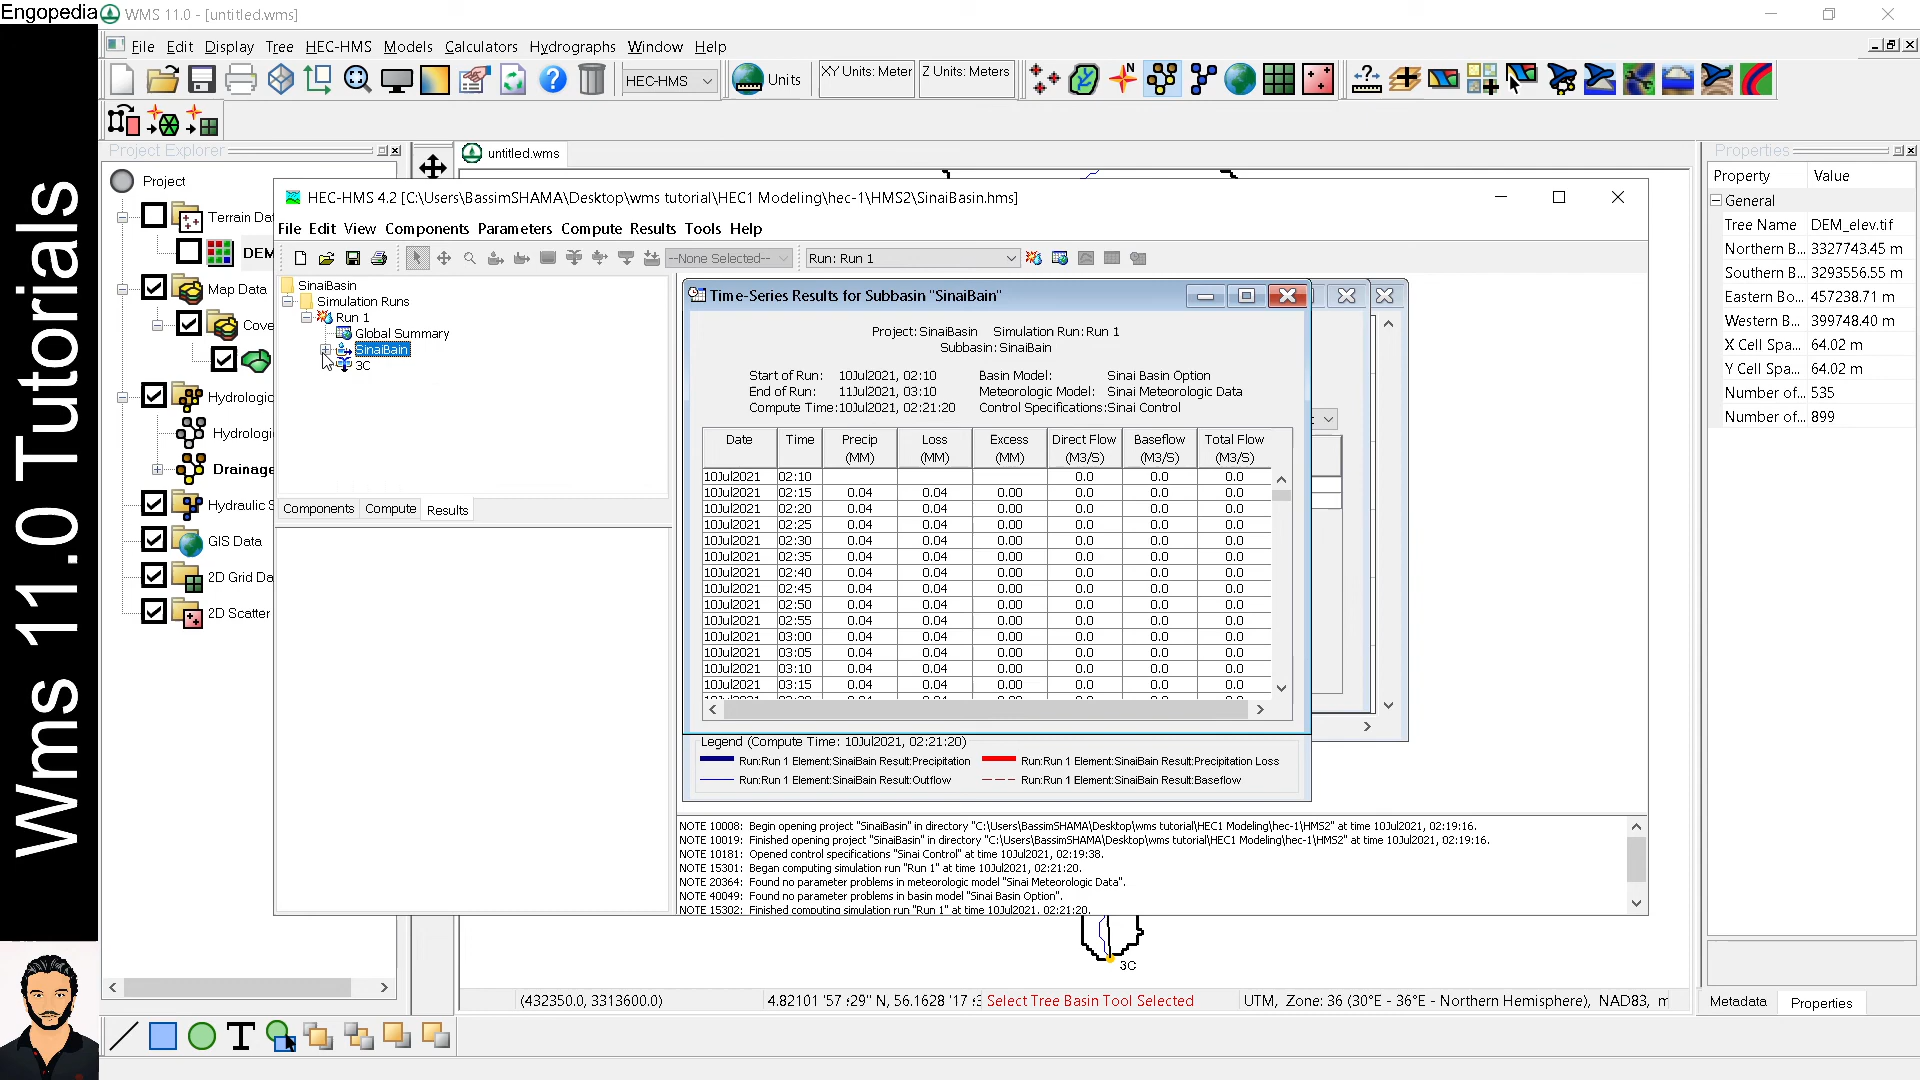 Engopedia
WMS 11.0 - [untitled.wms]
File Edit Display Tree HEC-HMS Models Calculators Hydrographs Window Help
HEC-HMS
Units
XY Units: Meter
Z Units: Meters
Wms 11.0 Tutorials
Project Explorer
Project
Terrain Dat
DEM
Map Data
Cove
Hydrologic
Hydrologi
Drainage
Hydraulic S
GIS Data
2D Grid Da
2D Scatter
untitled.wms
HEC-HMS 4.2 [C:\Users\BassimSHAMA\Desktop\wms tutorial\HEC1 Modeling\hec-1\HMS2\SinaiBasin.hms]
File Edit View Components Parameters Compute Results Tools Help
--None Selected--
Run: Run 1
SinaiBasin
Simulation Runs
Run 1
Global Summary
SinaiBain
3C
Components Compute Results
Time-Series Results for Subbasin "SinaiBain"
Project: SinaiBasin Simulation Run: Run 1
Subbasin: SinaiBain
Start of Run: 10Jul2021, 02:10 Basin Model: Sinai Basin Option
End of Run: 11Jul2021, 03:10 Meteorologic Model: Sinai Meteorologic Data
Compute Time:10Jul2021, 02:21:20 Control Specifications:Sinai Control
Date Time Precip Loss Excess Direct Flow Baseflow Total Flow
(MM) (MM) (MM) (M3/S) (M3/S) (M3/S)
10Jul2021 02:10 0.0 0.0 0.0
10Jul2021 02:15 0.04 0.04 0.00 0.0 0.0 0.0
10Jul2021 02:20 0.04 0.04 0.00 0.0 0.0 0.0
10Jul2021 02:25 0.04 0.04 0.00 0.0 0.0 0.0
10Jul2021 02:30 0.04 0.04 0.00 0.0 0.0 0.0
10Jul2021 02:35 0.04 0.04 0.00 0.0 0.0 0.0
10Jul2021 02:40 0.04 0.04 0.00 0.0 0.0 0.0
10Jul2021 02:45 0.04 0.04 0.00 0.0 0.0 0.0
10Jul2021 02:50 0.04 0.04 0.00 0.0 0.0 0.0
10Jul2021 02:55 0.04 0.04 0.00 0.0 0.0 0.0
10Jul2021 03:00 0.04 0.04 0.00 0.0 0.0 0.0
10Jul2021 03:05 0.04 0.04 0.00 0.0 0.0 0.0
10Jul2021 03:10 0.04 0.04 0.00 0.0 0.0 0.0
10Jul2021 03:15 0.04 0.04 0.00 0.0 0.0 0.0
Legend (Compute Time: 10Jul2021, 02:21:20)
Run:Run 1 Element:SinaiBain Result:Precipitation
Run:Run 1 Element:SinaiBain Result:Precipitation Loss
Run:Run 1 Element:SinaiBain Result:Outflow
Run:Run 1 Element:SinaiBain Result:Baseflow
NOTE 10008: Begin opening project "SinaiBasin" in directory "C:\Users\BassimSHAMA\Desktop\wms tutorial\HEC1 Modeling\hec-1\HMS2" at time 10Jul2021, 02:19:16.
NOTE 10019: Finished opening project "SinaiBasin" in directory "C:\Users\BassimSHAMA\Desktop\wms tutorial\HEC1 Modeling\hec-1\HMS2" at time 10Jul2021, 02:19:16.
NOTE 10181: Opened control specifications "Sinai Control" at time 10Jul2021, 02:19:38.
NOTE 15301: Began computing simulation run "Run 1" at time 10Jul2021, 02:21:20.
NOTE 20364: Found no parameter problems in meteorologic model "Sinai Meteorologic Data".
NOTE 40049: Found no parameter problems in basin model "Sinai Basin Option".
NOTE 15302: Finished computing simulation run "Run 1" at time 10Jul2021, 02:21:20.
3C
Properties
Property Value
General
Tree Name DEM_elev.tif
Northern B... 3327743.45 m
Southern B... 3293556.55 m
Eastern Bo... 457238.71 m
Western B... 399748.40 m
X Cell Spa... 64.02 m
Y Cell Spa... 64.02 m
Number of... 535
Number of... 899
Metadata Properties
(432350.0, 3313600.0)
4.82101 '57 :29" N, 56.1628 '17 :3
Select Tree Basin Tool Selected
UTM, Zone: 36 (30°E - 36°E - Northern Hemisphere), NAD83, m